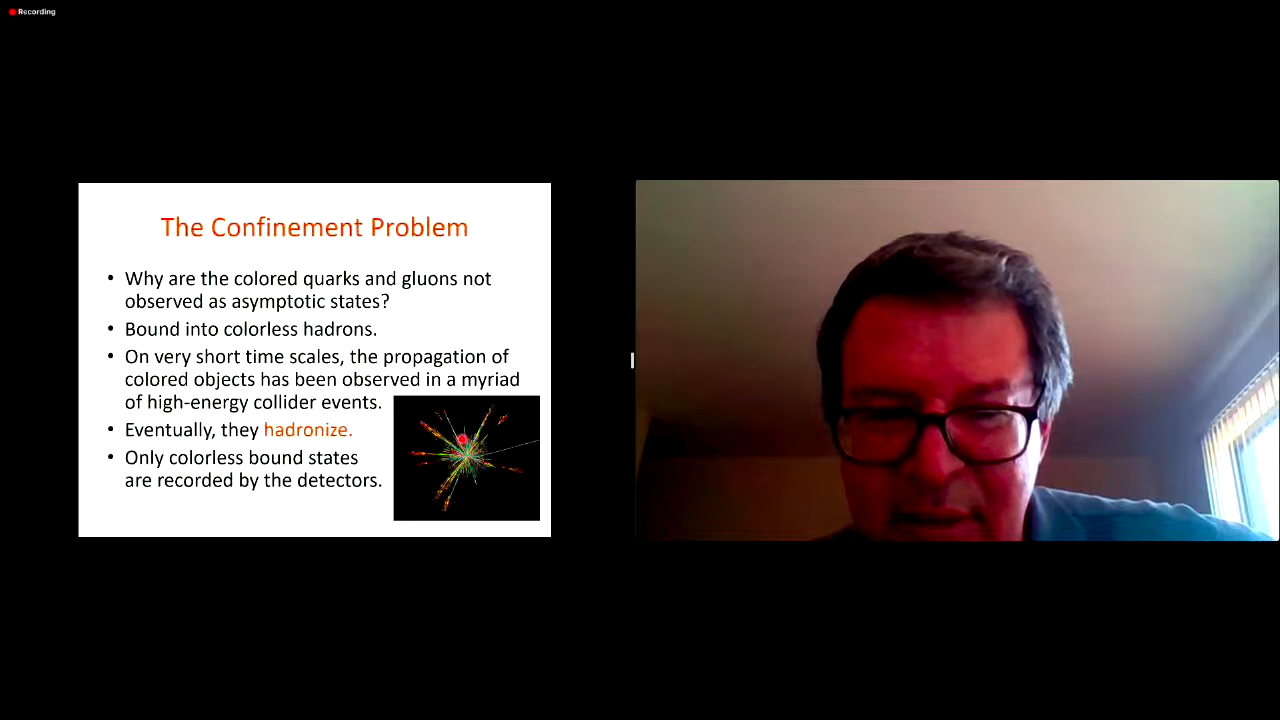 Recording
The Confinement Problem
• Why are the colored quarks and gluons not
observed as asymptotic states?
• Bound into colorless hadrons.
• On very short time scales, the propagation of
colored objects has been observed in a myriad
of high-energy collider events.
• Eventually, they hadronize.
• Only colorless bound states
are recorded by the detectors.